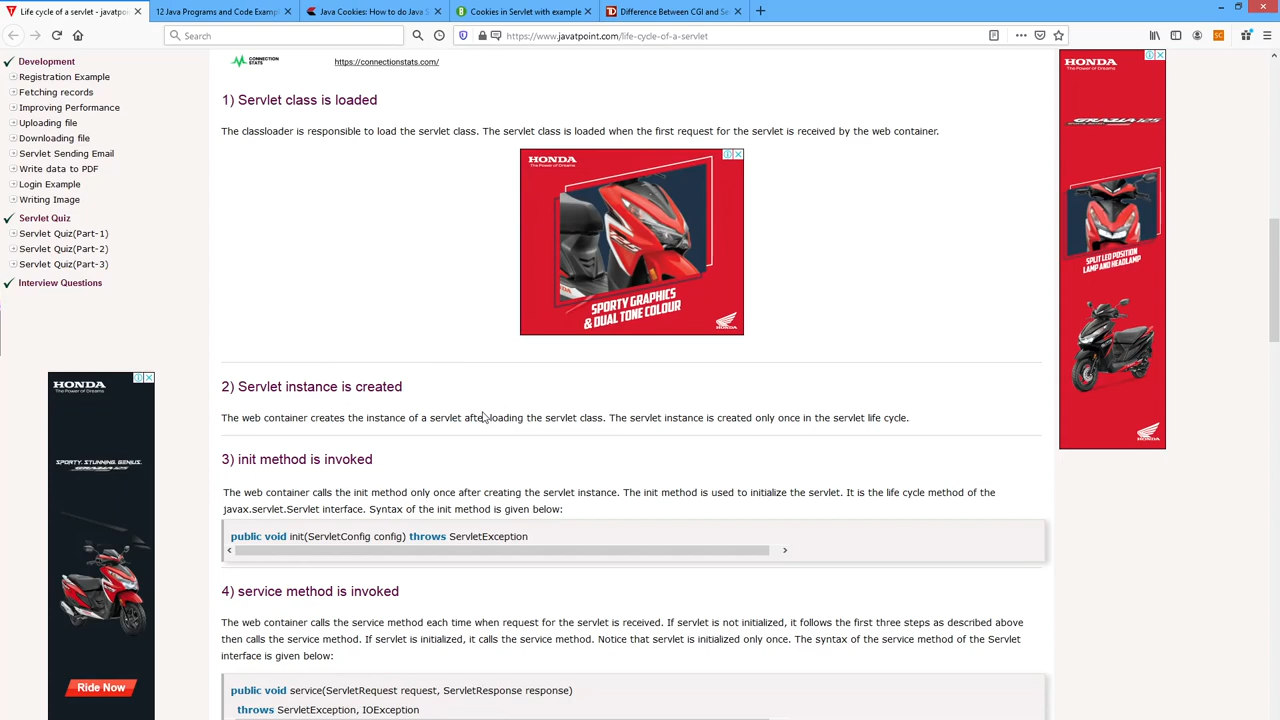 Life cycle of a servlet - javatpoi
12 Java Programs and Code Examp
Java Cookies: How to do Java S
Cookies in Servlet with example
Difference Between CGI and Se
Search
https://www.javatpoint.com/life-cycle-of-a-servlet
Development
Registration Example
Fetching records
Improving Performance
Uploading file
Downloading file
Servlet Sending Email
Write data to PDF
Login Example
Writing Image
Servlet Quiz
Servlet Quiz(Part-1)
Servlet Quiz(Part-2)
Servlet Quiz(Part-3)
Interview Questions
HONDA
The Power of Dreams
SPORTY. STUNNING. GENIUS.
GRAZIA 125
Ride Now
CONNECTION
STATS
https://connectionstats.com/
1) Servlet class is loaded
The classloader is responsible to load the servlet class. The servlet class is loaded when the first request for the servlet is received by the web container.
HONDA
The Power of Dreams
SPORTY GRAPHICS
& DUAL TONE COLOUR
2) Servlet instance is created
The web container creates the instance of a servlet after loading the servlet class. The servlet instance is created only once in the servlet life cycle.
3) init method is invoked
The web container calls the init method only once after creating the servlet instance. The init method is used to initialize the servlet. It is the life cycle method of the
javax.servlet.Servlet interface. Syntax of the init method is given below:
public void init(ServletConfig config) throws ServletException
4) service method is invoked
The web container calls the service method each time when request for the servlet is received. If servlet is not initialized, it follows the first three steps as described above
then calls the service method. If servlet is initialized, it calls the service method. Notice that servlet is initialized only once. The syntax of the service method of the Servlet
interface is given below:
public void service(ServletRequest request, ServletResponse response)
throws ServletException, IOException
HONDA
The Power of Dreams
GRAZIA 125
SPLIT LED POSITION
LAMP AND HEADLAMP